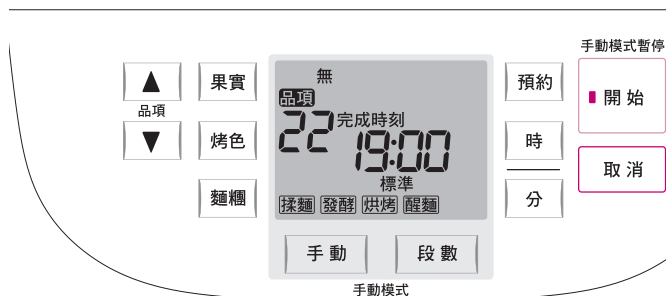 手動模式暫停
果實
無
預約
開始
品項
品項
22
完成時刻
19:00
烤色
時
取消
標準
麵糰
揉麵 發酵 烘烤 醒麵
分
手動
段數
手動模式